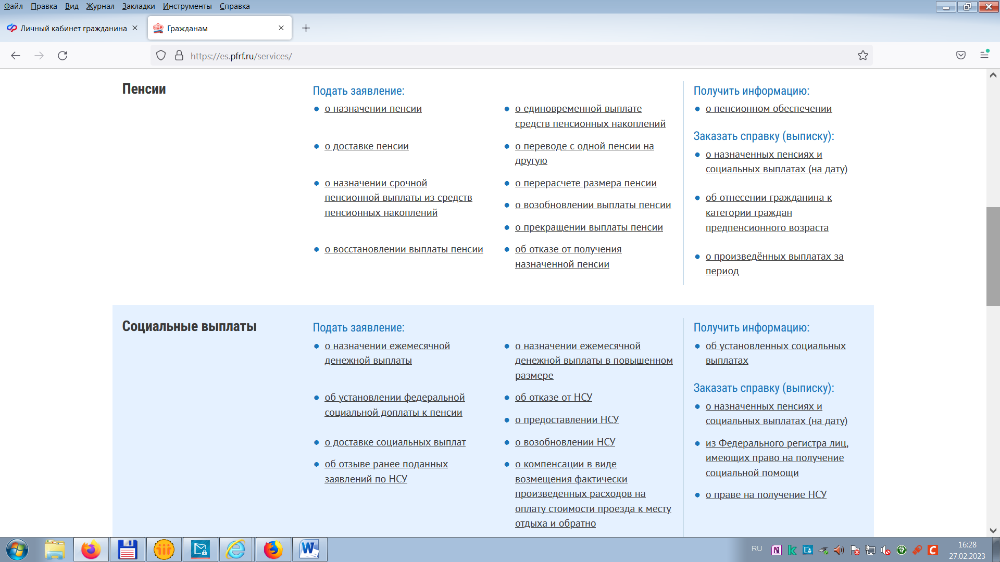 Файл Правка Вид Журнал Закладки Инструменты Справка
Личный кабинет гражданина
Гражданам
https://es.pfrf.ru/services/
Пенсии
Подать заявление:
о назначении пенсии
о доставке пенсии
о назначении срочной
пенсионной выплаты из средств
пенсионных накоплений
о восстановлении выплаты пенсии
о единовременной выплате
средств пенсионных накоплений
о переводе с одной пенсии на
другую
о перерасчете размера пенсии
о возобновлении выплаты пенсии
о прекращении выплаты пенсии
об отказе от получения
назначенной пенсии
Получить информацию:
о пенсионном обеспечении
Заказать справку (выписку):
о назначенных пенсиях и
социальных выплатах (на дату)
об отнесении гражданина к
категории граждан
предпенсионного возраста
о произведённых выплатах за
период
Социальные выплаты
Подать заявление:
о назначении ежемесячной
денежной выплаты
об установлении федеральной
социальной доплаты к пенсии
о доставке социальных выплат
об отзыве ранее поданных
заявлений по НСУ
о назначении ежемесячной
денежной выплаты в повышенном
размере
об отказе от НСУ
о предоставлении НСУ
о возобновлении НСУ
о компенсации в виде
возмещения фактически
произведенных расходов на
оплату стоимости проезда к месту
отдыха и обратно
Получить информацию:
об установленных социальных
выплатах
Заказать справку (выписку):
о назначенных пенсиях и
социальных выплатах (на дату)
из Федерального регистра лиц,
имеющих право на получение
социальной помощи
о праве на получение НСУ
RU
16:28
27.02.2023